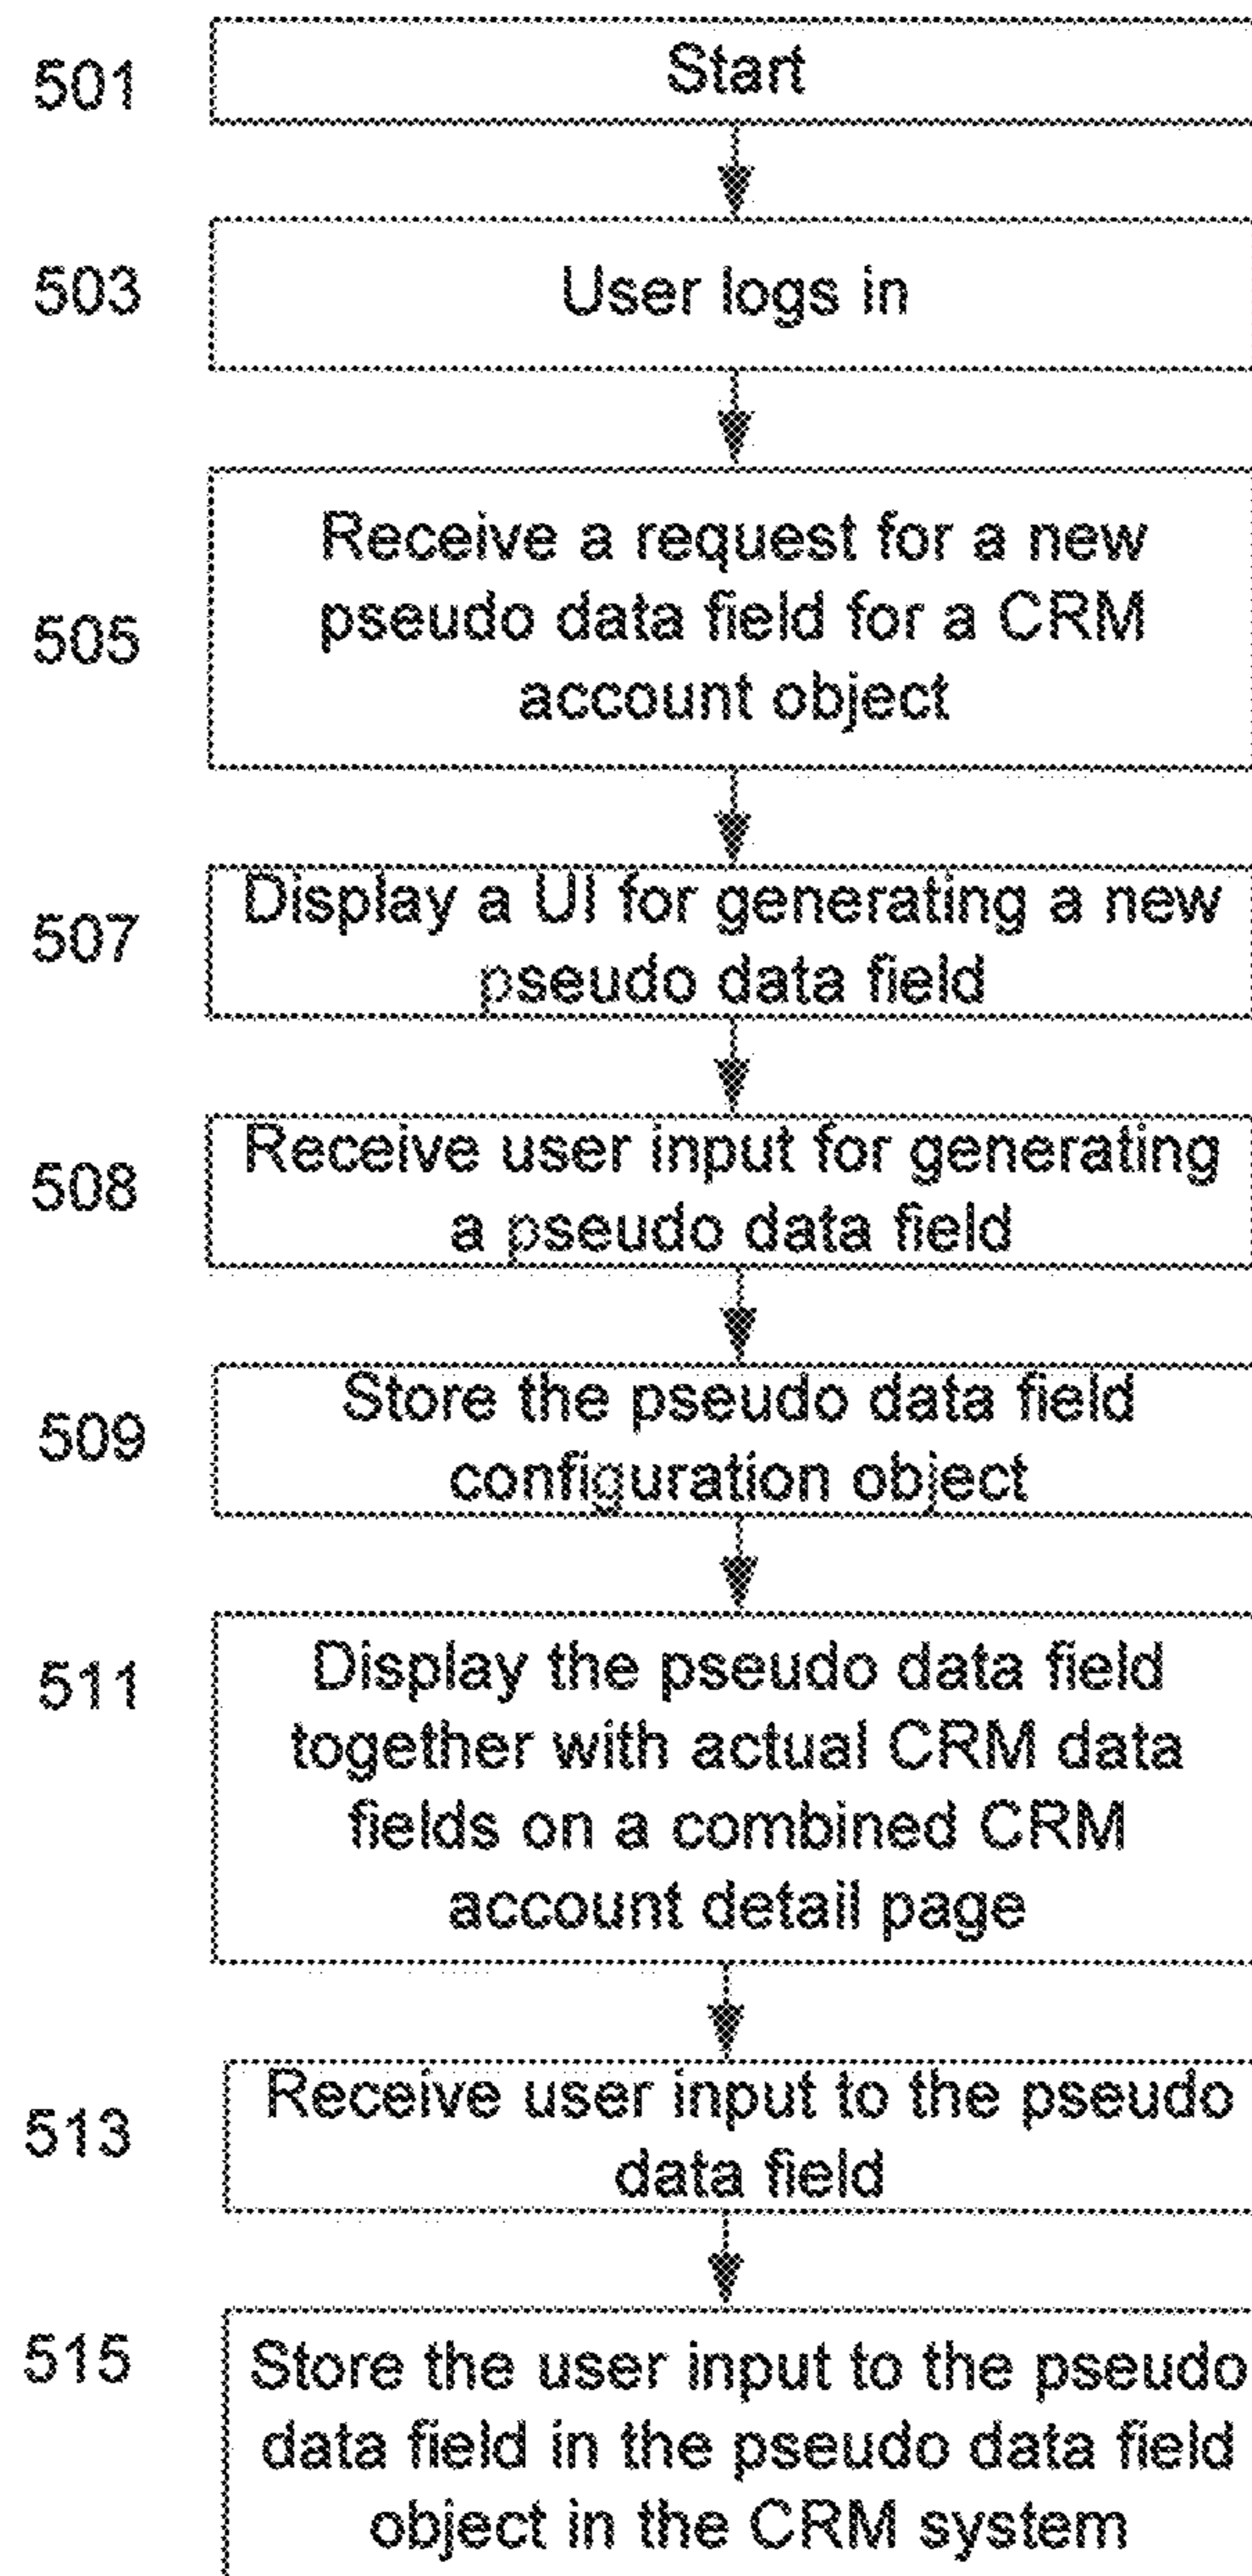 501
Start
503
User logs in
505
Receive a request for a new
pseudo data field for a CRM
account object
507
Display a UI for generating a new
pseudo data field
508
Receive user input for generating
a pseudo data field
509
Store the pseudo data field
configuration object
511
Display the pseudo data field
together with actual CRM data
fields on a combined CRM
account detail page
513
Receive user input to the pseudo
data field
515
Store the user input to the pseudo
data field in the pseudo data field
object in the CRM system